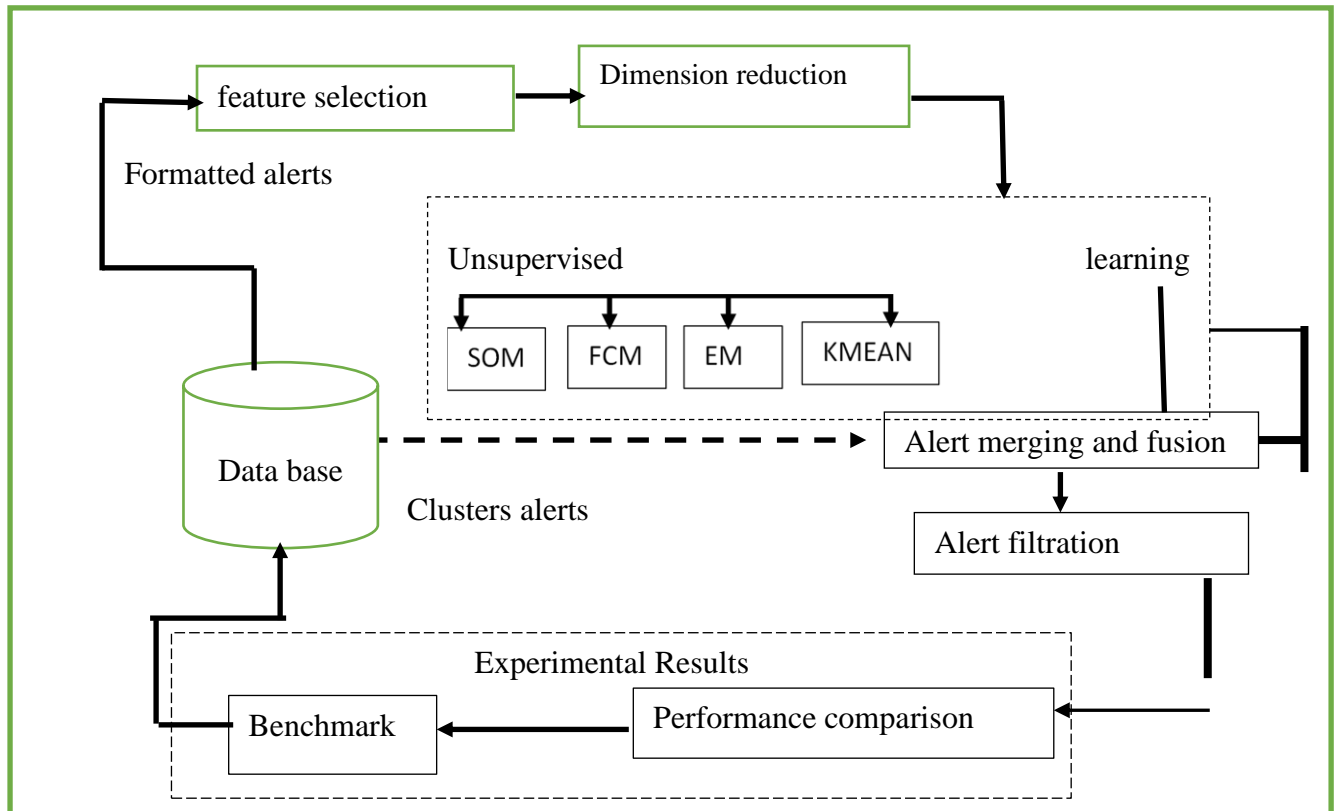 Dimension reduction
feature selection
Formatted alerts
Unsupervised learning
SOM
FCM
EM
KMEAN
Alert merging and fusion
Data base
Clusters alerts
Alert filtration
Experimental Results
Performance comparison
Benchmark